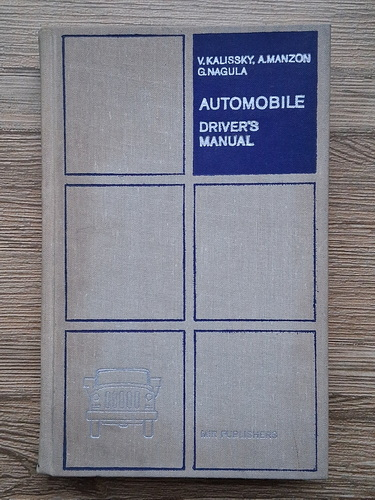 V. KALISSKY, A. MANZON
G. NAGULA
AUTOMOBILE
DRIVER'S
MANUAL
MIR PUBLISHERS